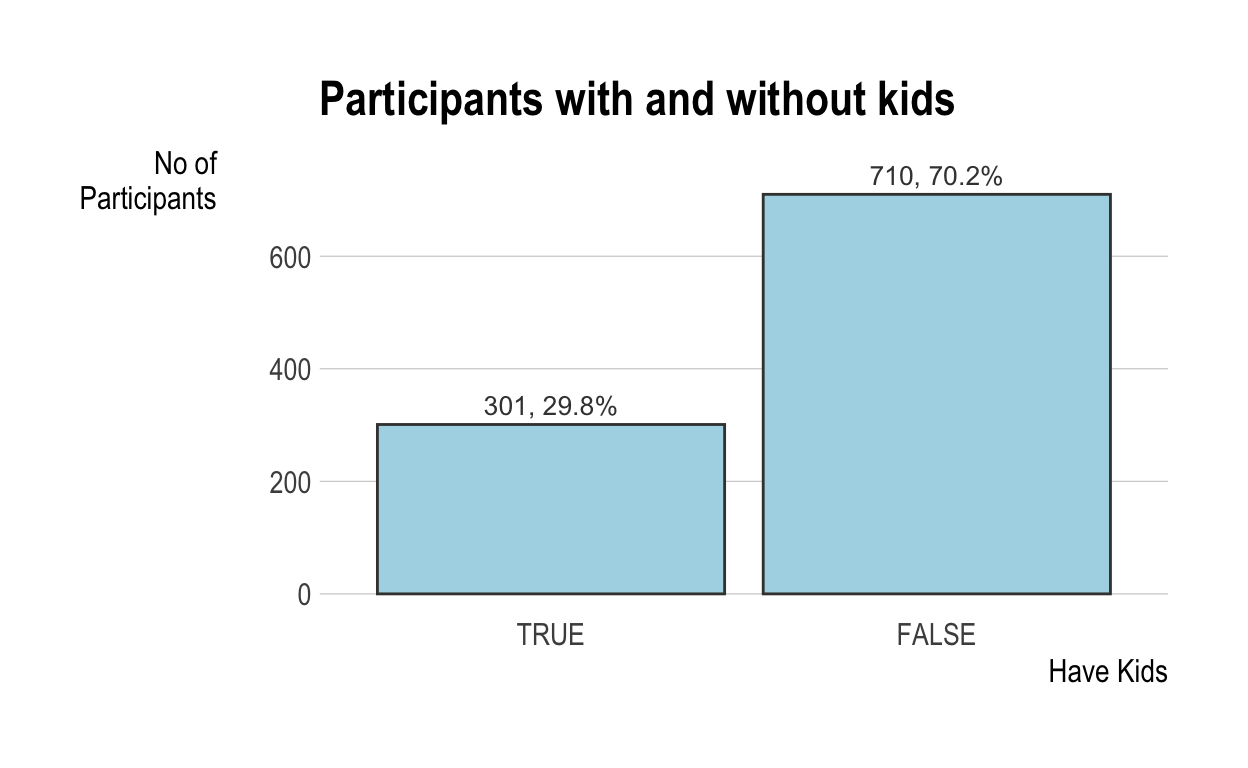 Participants with and without kids
No of
Participants
710, 70.2%
600
400
301, 29.8%
200
0
TRUE
FALSE
Have Kids